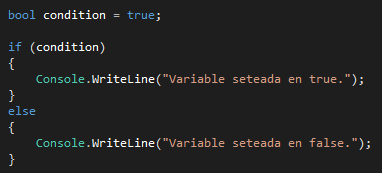 bool condition = true;
if (condition)
{
Console.WriteLine("Variable seteada en true.");
}
else
{
Console.WriteLine("Variable seteada en false.");
}